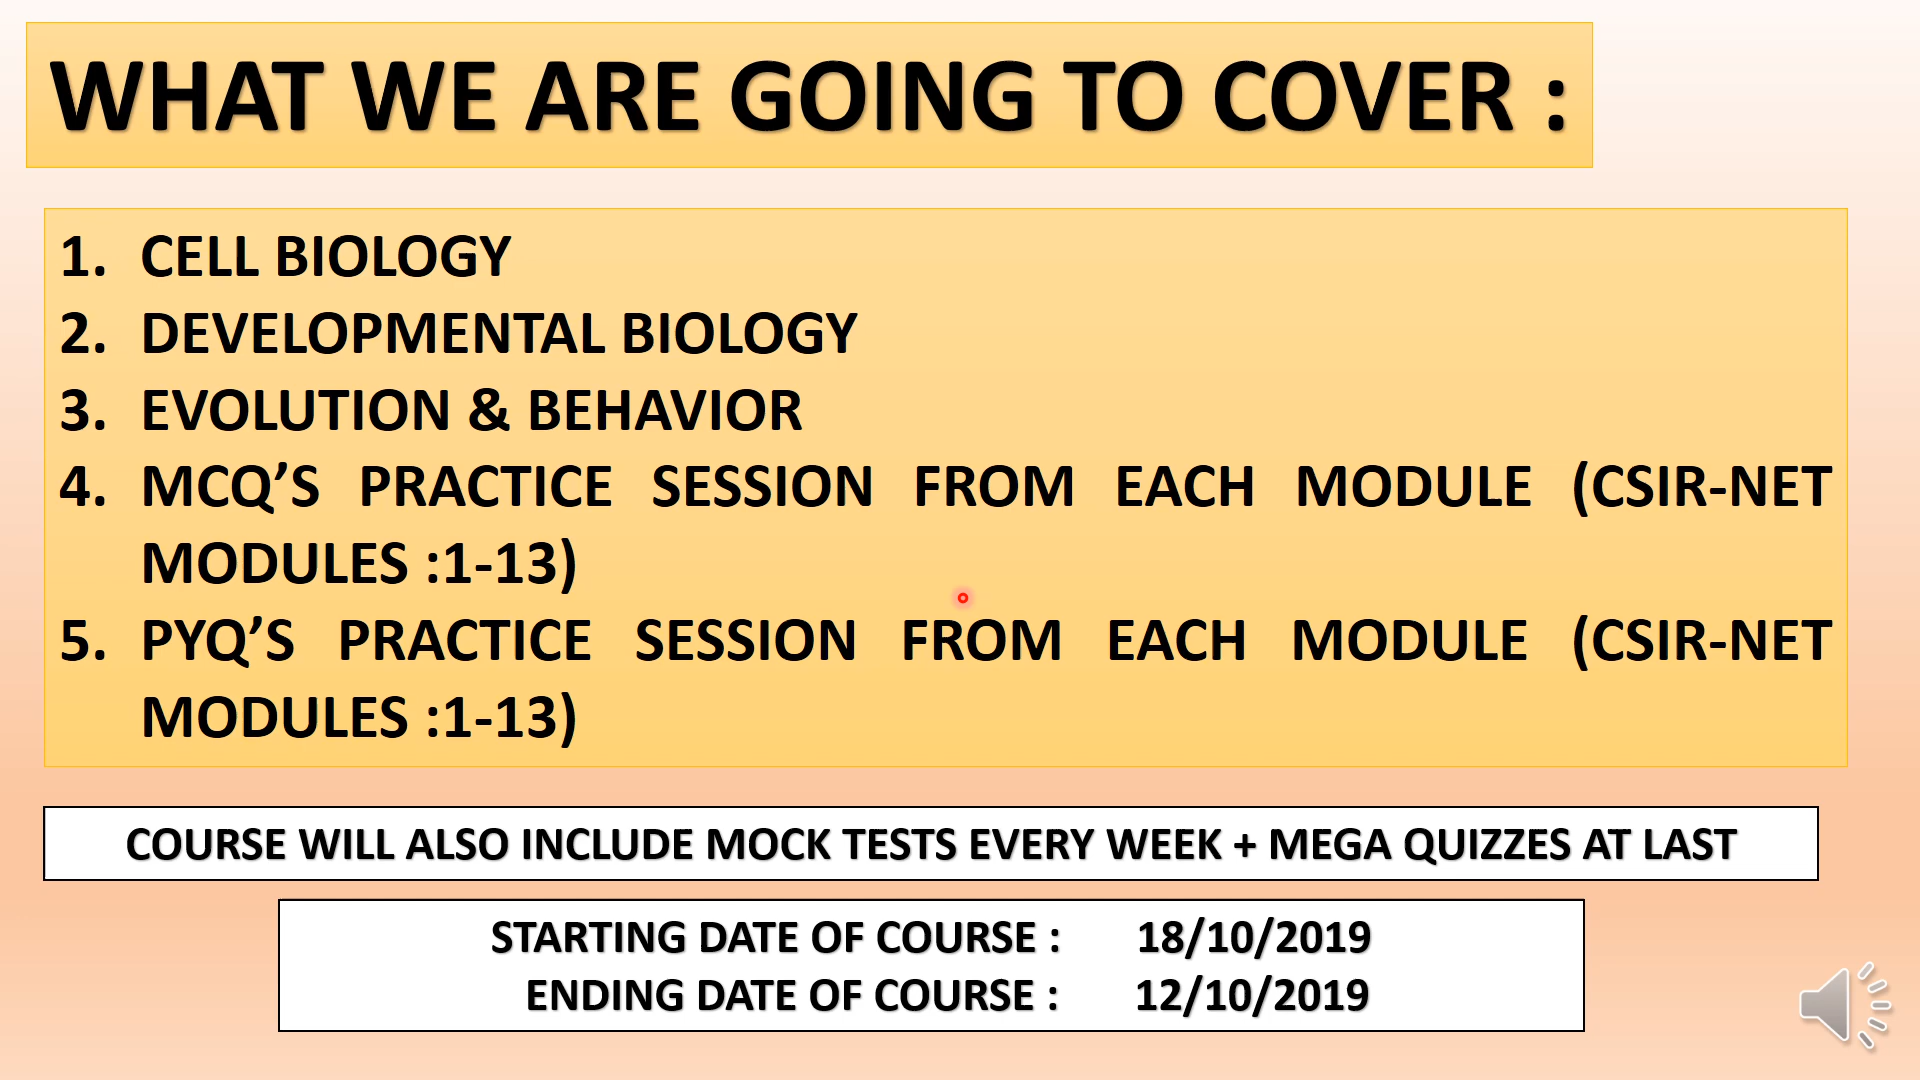 WHAT WE ARE GOING TO COVER :
1. CELL BIOLOGY
2. DEVELOPMENTAL BIOLOGY
3. EVOLUTION & BEHAVIOR
4. MCQ’S PRACTICE SESSION FROM EACH MODULE (CSIR-NET
MODULES :1-13)
5. PYQ’S PRACTICE SESSION FROM EACH MODULE (CSIR-NET
MODULES :1-13)
COURSE WILL ALSO INCLUDE MOCK TESTS EVERY WEEK + MEGA QUIZZES AT LAST
STARTING DATE OF COURSE : 18/10/2019
ENDING DATE OF COURSE : 12/10/2019